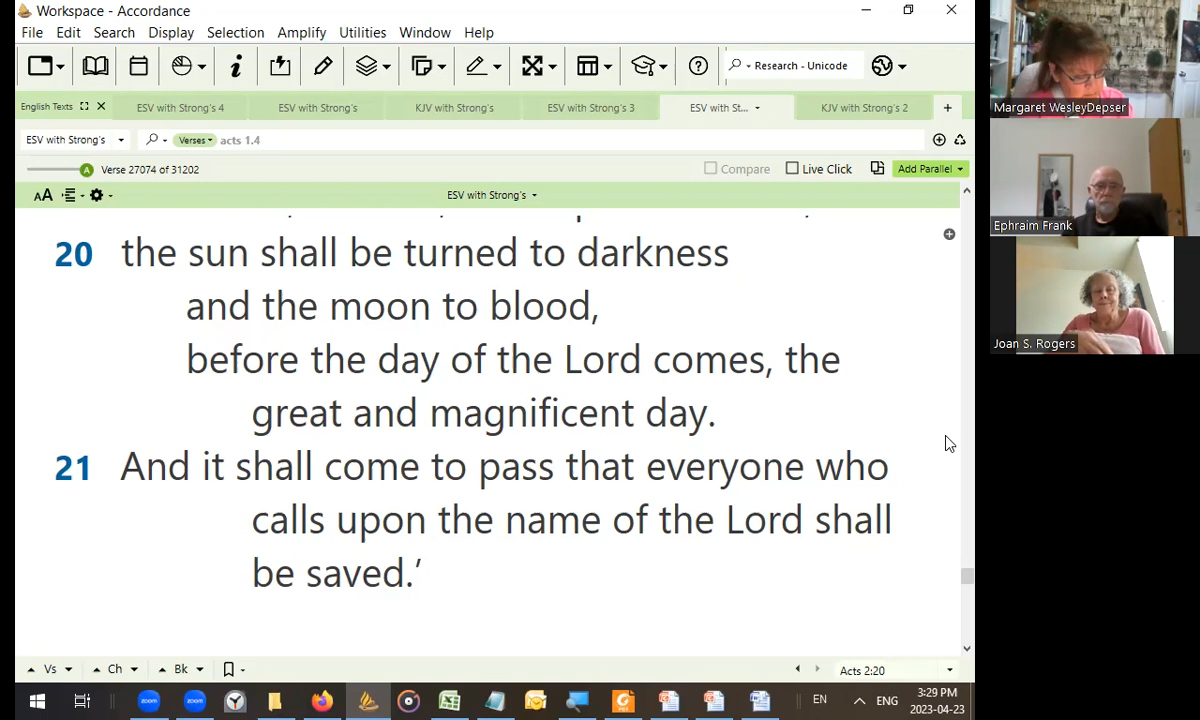 Workspace - Accordance
File Edit Search Display Selection Amplify Utilities Window Help
Research - Unicode
English Texts ESV with Strong's 4 ESV with Strong's KJV with Strong's ESV with Strong's 3 ESV with St... KJV with Strong's 2
ESV with Strong's Verses acts 1.4
A Verse 27074 of 31202 Compare Live Click Add Parallel
AA ESV with Strong's
20 the sun shall be turned to darkness
and the moon to blood,
before the day of the Lord comes, the
great and magnificent day.
21 And it shall come to pass that everyone who
calls upon the name of the Lord shall
be saved.’
Vs Ch Bk Acts 2:20
zoom zoom EN ENG 3:29 PM
2023-04-23
Margaret WesleyDepser
Ephraim Frank
Joan S. Rogers